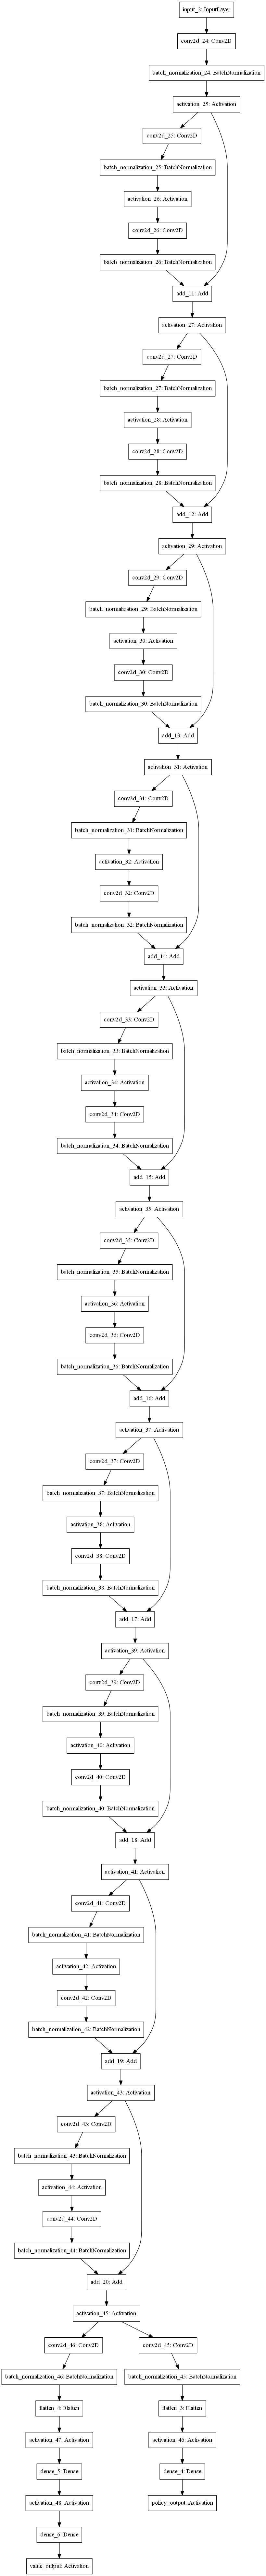 input_2: InputLayer
conv2d_24: Conv2D
batch_normalization_24: BatchNormalization
activation_25: Activation
conv2d_25: Conv2D
batch_normalization_25: BatchNormalization
activation_26: Activation
conv2d_26: Conv2D
batch_normalization_26: BatchNormalization
add_11: Add
activation_27: Activation
conv2d_27: Conv2D
batch_normalization_27: BatchNormalization
activation_28: Activation
conv2d_28: Conv2D
batch_normalization_28: BatchNormalization
add_12: Add
activation_29: Activation
conv2d_29: Conv2D
batch_normalization_29: BatchNormalization
activation_30: Activation
conv2d_30: Conv2D
batch_normalization_30: BatchNormalization
add_13: Add
activation_31: Activation
conv2d_31: Conv2D
batch_normalization_31: BatchNormalization
activation_32: Activation
conv2d_32: Conv2D
batch_normalization_32: BatchNormalization
add_14: Add
activation_33: Activation
conv2d_33: Conv2D
batch_normalization_33: BatchNormalization
activation_34: Activation
conv2d_34: Conv2D
batch_normalization_34: BatchNormalization
add_15: Add
activation_35: Activation
conv2d_35: Conv2D
batch_normalization_35: BatchNormalization
activation_36: Activation
conv2d_36: Conv2D
batch_normalization_36: BatchNormalization
add_16: Add
activation_37: Activation
conv2d_37: Conv2D
batch_normalization_37: BatchNormalization
activation_38: Activation
conv2d_38: Conv2D
batch_normalization_38: BatchNormalization
add_17: Add
activation_39: Activation
conv2d_39: Conv2D
batch_normalization_39: BatchNormalization
activation_40: Activation
conv2d_40: Conv2D
batch_normalization_40: BatchNormalization
add_18: Add
activation_41: Activation
conv2d_41: Conv2D
batch_normalization_41: BatchNormalization
activation_42: Activation
conv2d_42: Conv2D
batch_normalization_42: BatchNormalization
add_19: Add
activation_43: Activation
conv2d_43: Conv2D
batch_normalization_43: BatchNormalization
activation_44: Activation
conv2d_44: Conv2D
batch_normalization_44: BatchNormalization
add_20: Add
activation_45: Activation
conv2d_46: Conv2D
conv2d_45: Conv2D
batch_normalization_46: BatchNormalization
batch_normalization_45: BatchNormalization
flatten_4: Flatten
flatten_3: Flatten
activation_47: Activation
activation_46: Activation
dense_5: Dense
dense_4: Dense
activation_48: Activation
policy_output: Activation
dense_6: Dense
value_output: Activation